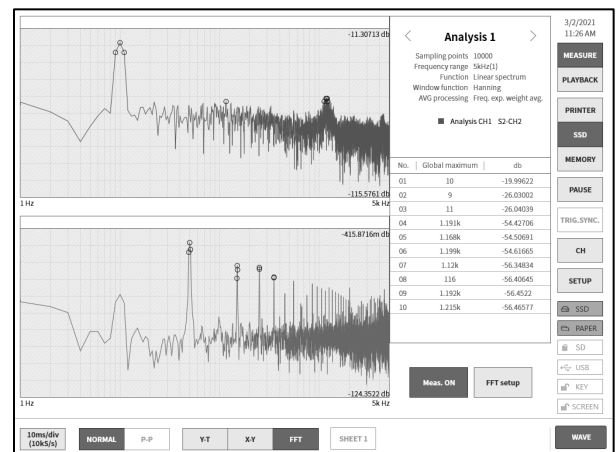 -11.30713 db
-115.5761 db
1 Hz
5k Hz
-415.8716m db
-124.3522 db
1 Hz
5k Hz
< Analysis 1 >
Sampling points 10000
Frequency range 5kHz(1)
Function Linear spectrum
Window function Hanning
AVG processing Freq. exp. weight avg.
Analysis CH1 S2-CH2
No. Global maximum db
01 10 -19.99622
02 9 -26.03002
03 11 -26.04039
04 1.191k -54.42706
05 1.168k -54.50691
06 1.199k -54.61665
07 1.12k -56.34834
08 116 -56.40645
09 1.192k -56.4522
10 1.215k -56.46577
Meas. ON
FFT setup
3/2/2021
11:26 AM
MEASURE
PLAYBACK
PRINTER
SSD
MEMORY
PAUSE
TRIG.SYNC.
CH
SETUP
SSD
PAPER
SD
USB
KEY
SCREEN
10ms/div
(10kS/s)
NORMAL
P-P
Y-T
X-Y
FFT
SHEET 1
WAVE